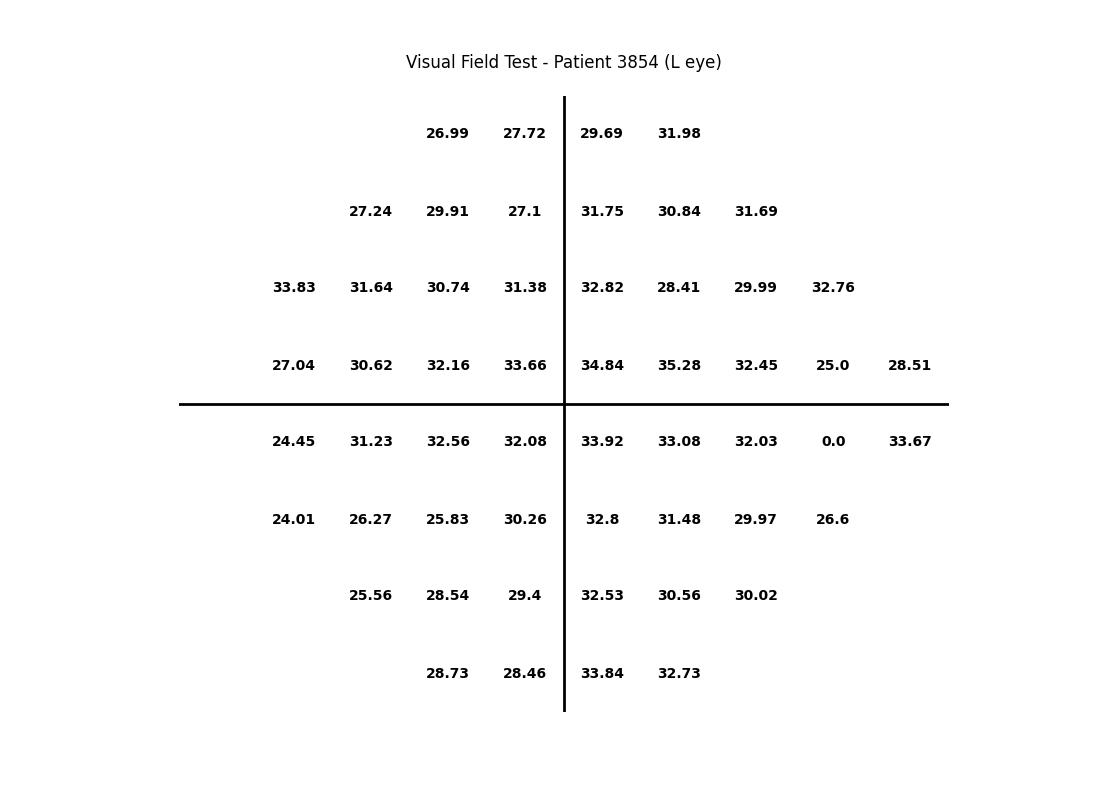 Visual Field Test - Patient 3854 (L eye)
26.99 27.72 29.69 31.98
27.24 29.91 27.1 31.75 30.84 31.69
33.83 31.64 30.74 31.38 32.82 28.41 29.99 32.76
27.04 30.62 32.16 33.66 34.84 35.28 32.45 25.0 28.51
24.45 31.23 32.56 32.08 33.92 33.08 32.03 0.0 33.67
24.01 26.27 25.83 30.26 32.8 31.48 29.97 26.6
25.56 28.54 29.4 32.53 30.56 30.02
28.73 28.46 33.84 32.73